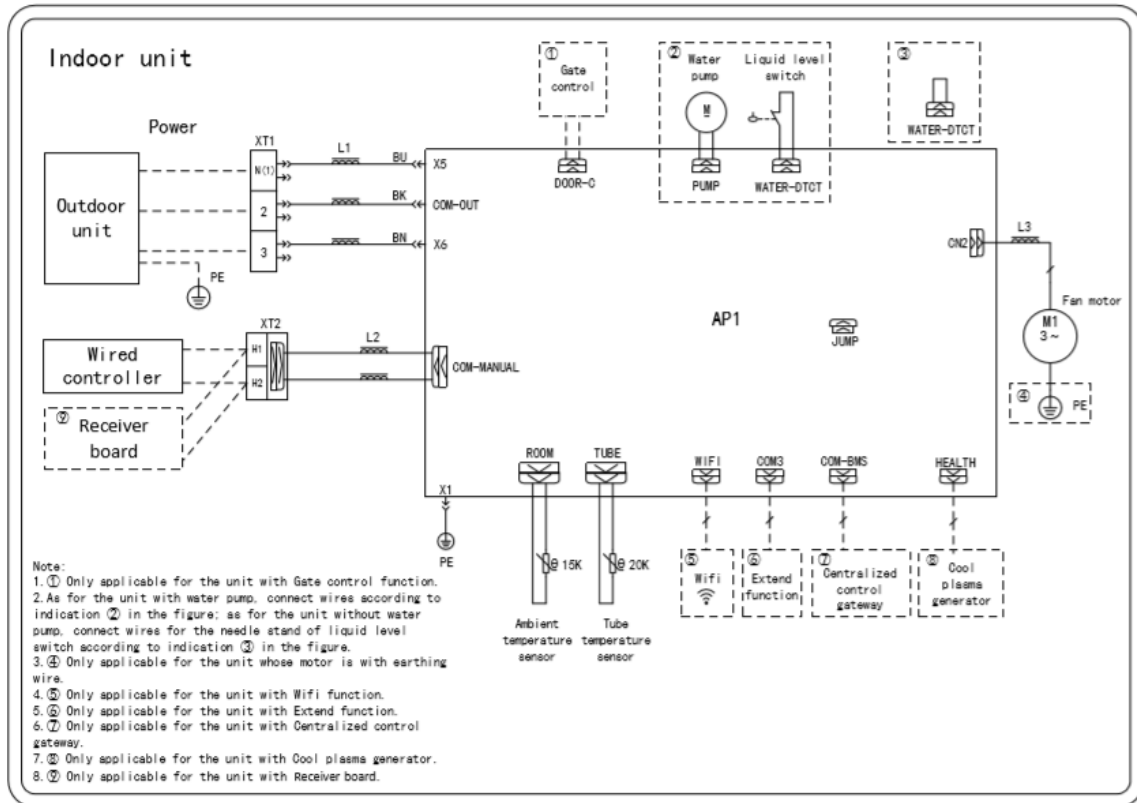 Indoor unit
①
Gate
control
②
Water
pump
Liquid level
switch
③
M
WATER-DTCT
Power
XT1
L1
N(1)
BU
X5
DOOR-C
PUMP
WATER-DTCT
Outdoor
unit
2
BK
COM-OUT
3
BN
X6
CN2
L3
PE
Fan motor
XT2
L2
AP1
JUMP
M1
3~
Wired
controller
H1
H2
COM-MANUAL
④
PE
⑨
Receiver
board
ROOM
TUBE
WIFI
COM3
COM-BMS
HEALTH
X1
PE
θ 15K
θ 20K
⑤
Wifi
⑥
Extend
function
⑦
Centralized
control
gateway
⑧
Cool
plasma
generator
Ambient
temperature
sensor
Tube
temperature
sensor
Note:
1. ① Only applicable for the unit with Gate control function.
2. As for the unit with water pump, connect wires according to
indication ② in the figure; as for the unit without water
pump, connect wires for the needle stand of liquid level
switch according to indication ③ in the figure.
3. ④ Only applicable for the unit whose motor is with earthing
wire.
4. ⑤ Only applicable for the unit with Wifi function.
5. ⑥ Only applicable for the unit with Extend function.
6. ⑦ Only applicable for the unit with Centralized control
gateway.
7. ⑧ Only applicable for the unit with Cool plasma generator.
8. ⑨ Only applicable for the unit with Receiver board.